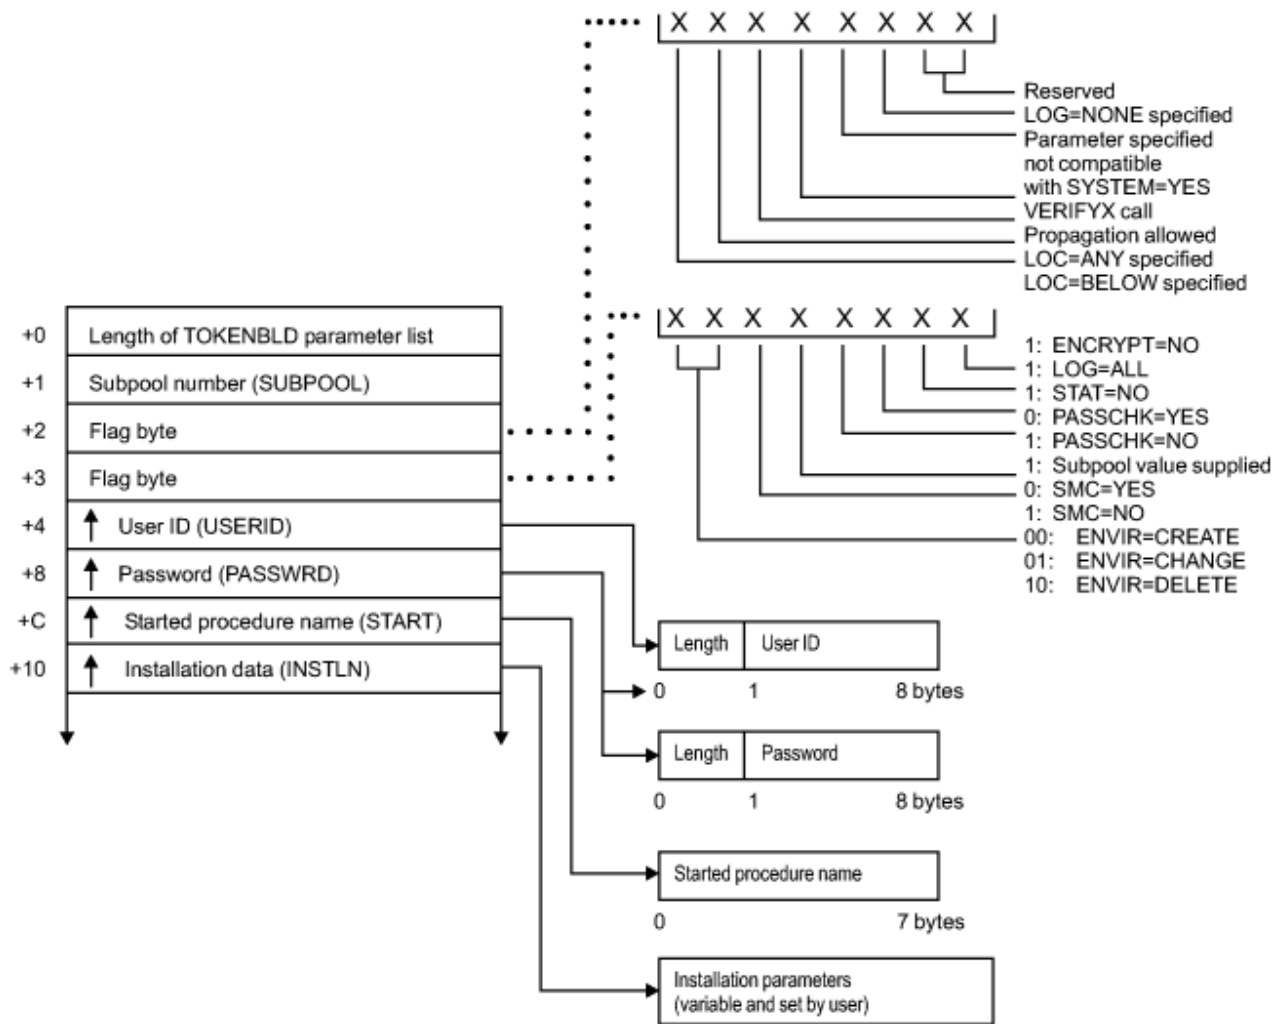 X X X X X X X X
Reserved
LOG=NONE specified
Parameter specified
not compatible
with SYSTEM=YES
VERIFYX call
Propagation allowed
LOC=ANY specified
LOC=BELOW specified
X X X X X X X X
1: ENCRYPT=NO
1: LOG=ALL
1: STAT=NO
0: PASSCHK=YES
1: PASSCHK=NO
1: Subpool value supplied
0: SMC=YES
1: SMC=NO
00: ENVIR=CREATE
01: ENVIR=CHANGE
10: ENVIR=DELETE
+0 Length of TOKENBLD parameter list
+1 Subpool number (SUBPOOL)
+2 Flag byte
+3 Flag byte
+4 User ID (USERID)
+8 Password (PASSWRD)
+C Started procedure name (START)
+10 Installation data (INSTLN)
Length User ID
0 1 8 bytes
Length Password
0 1 8 bytes
Started procedure name
0 7 bytes
Installation parameters
(variable and set by user)